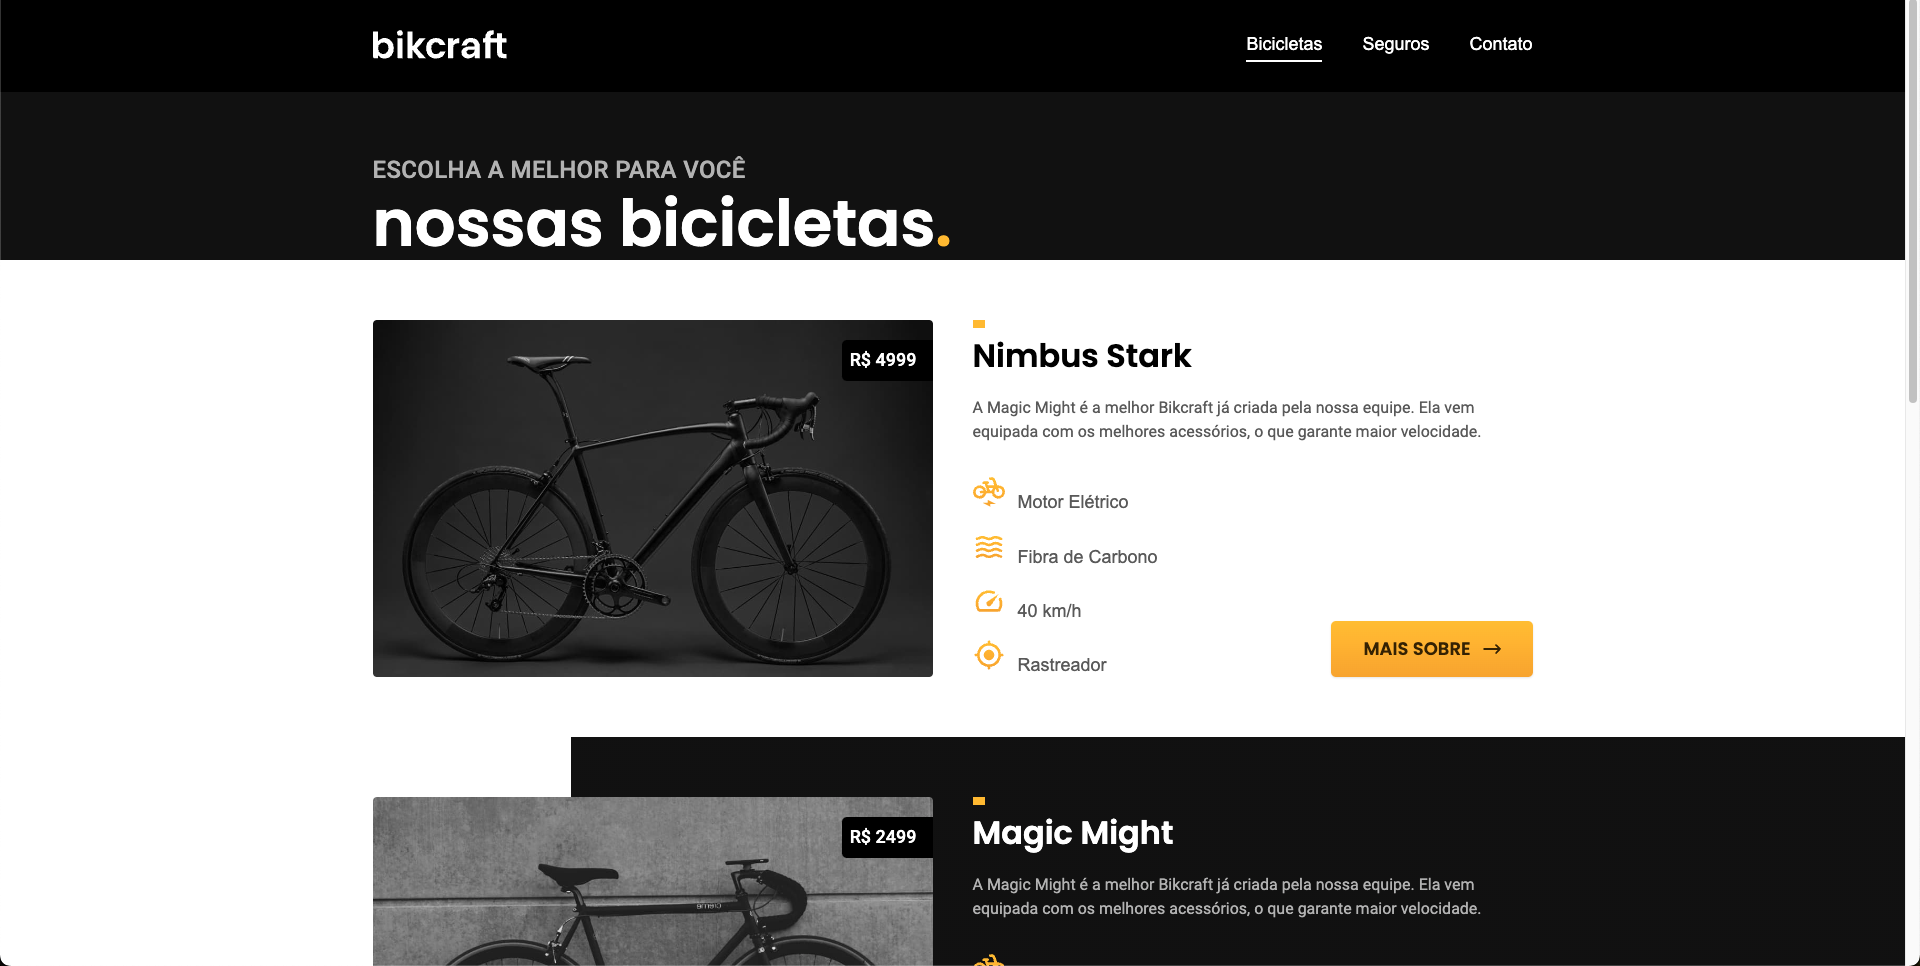 bikcraft
Bicicletas Seguros Contato
ESCOLHA A MELHOR PARA VOCÊ
nossas bicicletas.
R$ 4999
Nimbus Stark
A Magic Might é a melhor Bikcraft já criada pela nossa equipe. Ela vem
equipada com os melhores acessórios, o que garante maior velocidade.
Motor Elétrico
Fibra de Carbono
40 km/h
Rastreador
MAIS SOBRE →
R$ 2499
Magic Might
A Magic Might é a melhor Bikcraft já criada pela nossa equipe. Ela vem
equipada com os melhores acessórios, o que garante maior velocidade.